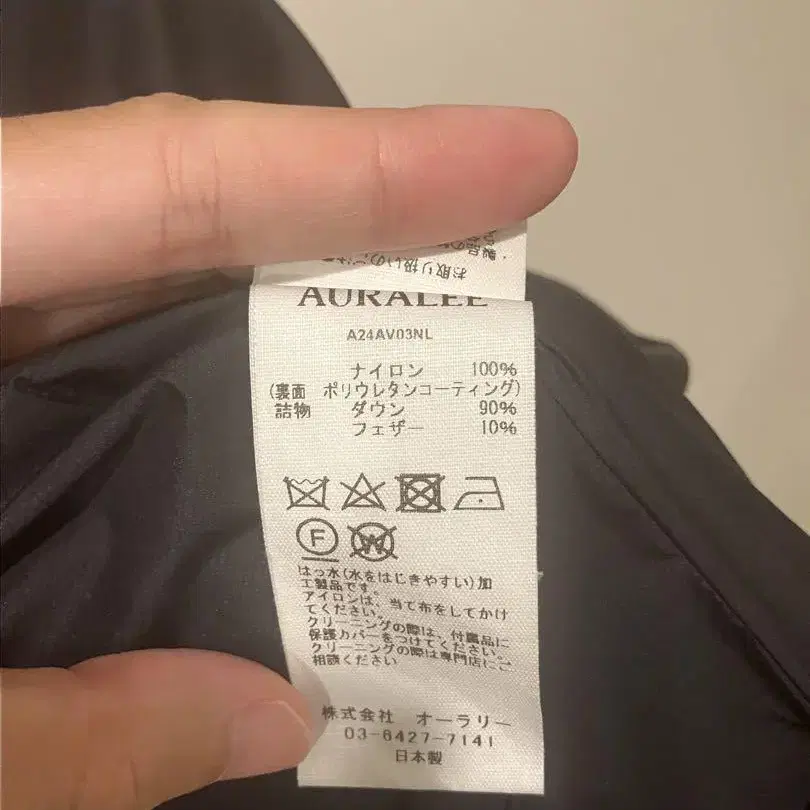 お取り扱いの
AURALEE
A24AV03NL
ナイロン 100%
(裏面 ポリウレタンコーティング)
詰物 ダウン 90%
フェザー 10%
F
W
はっ水(水をはじきやすい)加
工製品です。
アイロンは、当て布をしてかけ
てください。
クリーニングの際は、付属品に
保護カバーをつけてください。
クリーニングの際は専門店にご
相談ください
株式会社 オーラリー
03-6427-7141
日本製